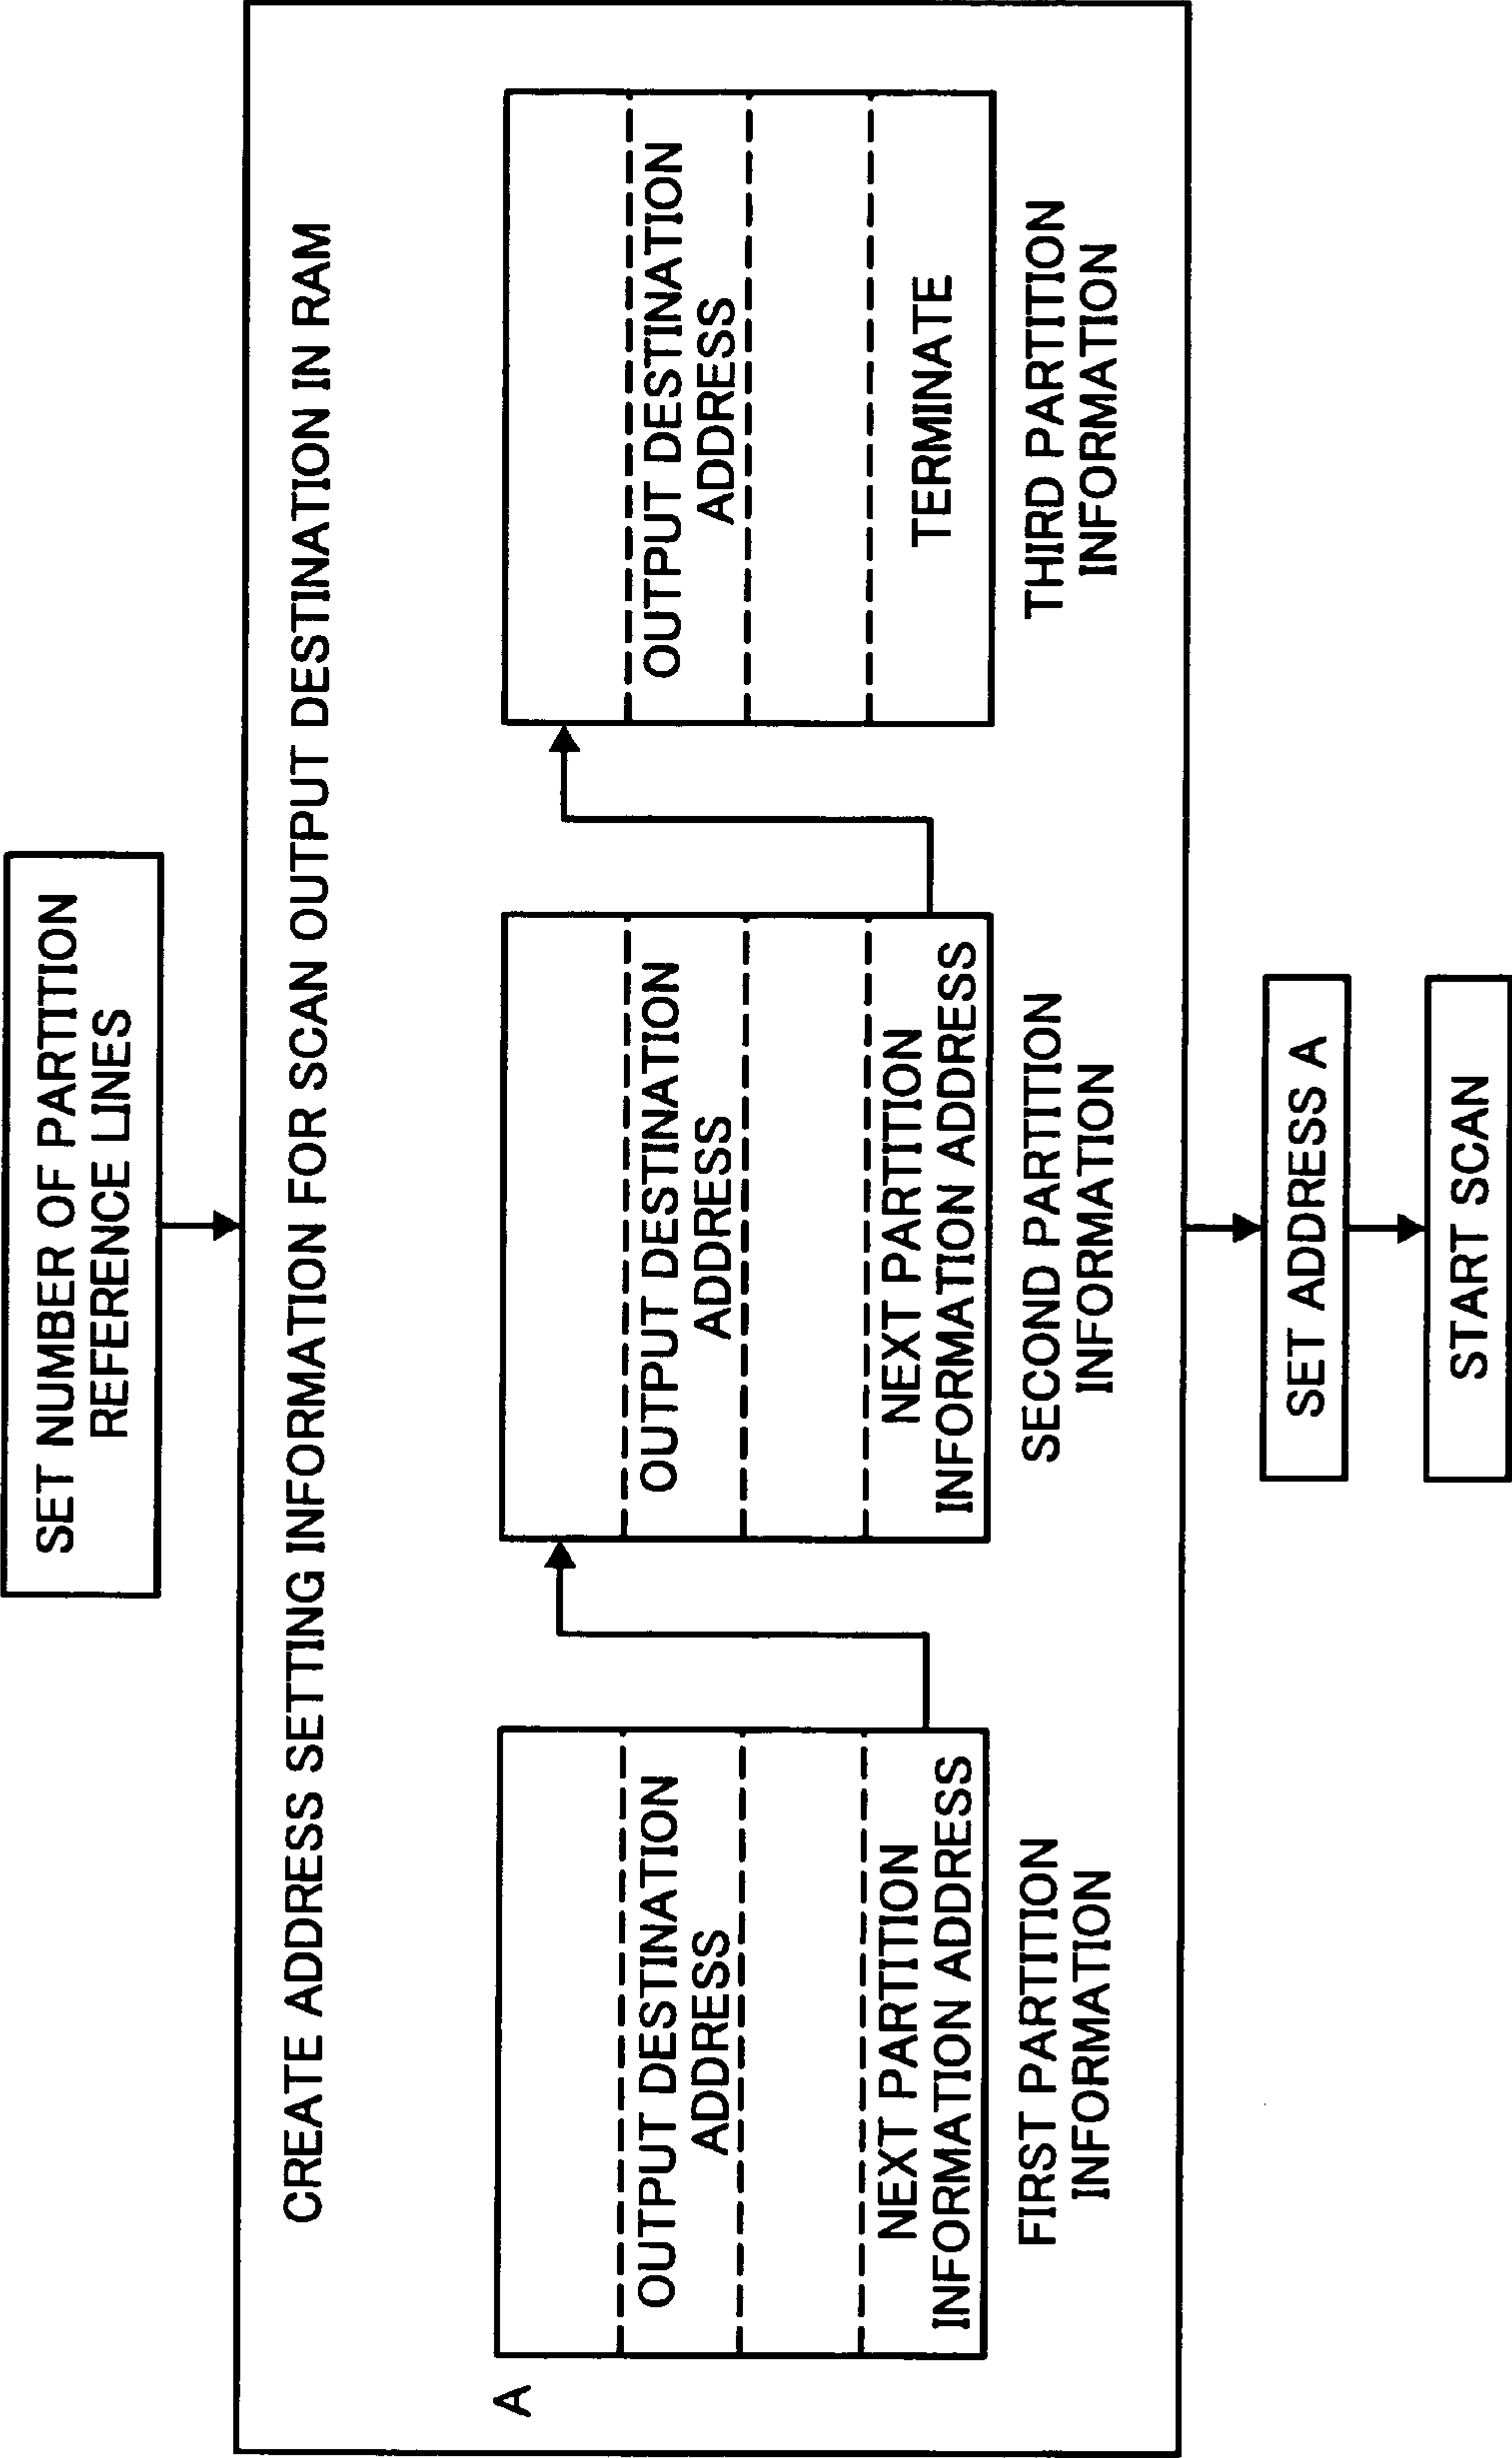 SET NUMBER OF PARTITION
REFERENCE LINES
CREATE ADDRESS SETTING INFORMATION FOR SCAN OUTPUT DESTINATION IN RAM
A
OUTPUT DESTINATION
ADDRESS
NEXT PARTITION
INFORMATION ADDRESS
FIRST PARTITION
INFORMATION
OUTPUT DESTINATION
ADDRESS
NEXT PARTITION
INFORMATION ADDRESS
SECOND PARTITION
INFORMATION
OUTPUT DESTINATION
ADDRESS
TERMINATE
THIRD PARTITION
INFORMATION
SET ADDRESS A
START SCAN